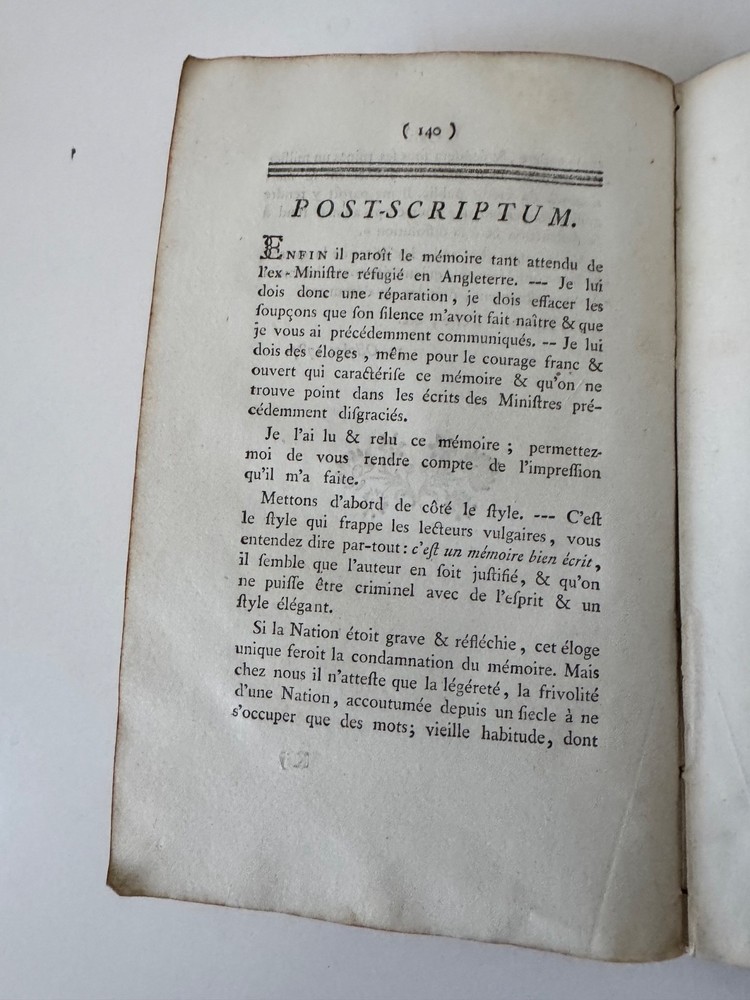 ( 140 )
POST-SCRIPTUM.
ENFIN il paroît le mémoire tant attendu de
l'ex-Miniſtre réfugié en Angleterre. --- Je lui
dois donc une réparation, je dois effacer les
ſoupçons que ſon ſilence m'avoit fait naître & que
je vous ai précédemment communiqués. -- Je lui
dois des éloges, même pour le courage franc &
ouvert qui caractériſe ce mémoire & qu'on ne
trouve point dans les écrits des Miniſtres pré-
cédemment diſgraciés.
Je l'ai lu & relu ce mémoire ; permettez-
moi de vous rendre compte de l'impreſſion
qu'il m'a faite.
Mettons d'abord de côté le ſtyle. --- C'eſt
le ſtyle qui frappe les lecteurs vulgaires, vous
entendez dire par-tout : c'eſt un mémoire bien écrit,
il ſemble que l'auteur en ſoit juſtifié, & qu'on
ne puiſſe être criminel avec de l'eſprit & un
ſtyle élégant.
Si la Nation étoit grave & réfléchie, cet éloge
unique feroit la condamnation du mémoire. Mais
chez nous il n'atteſte que la légéreté, la frivolité
d'une Nation, accoutumée depuis un ſiecle à ne
s'occuper que des mots; vieille habitude, dont